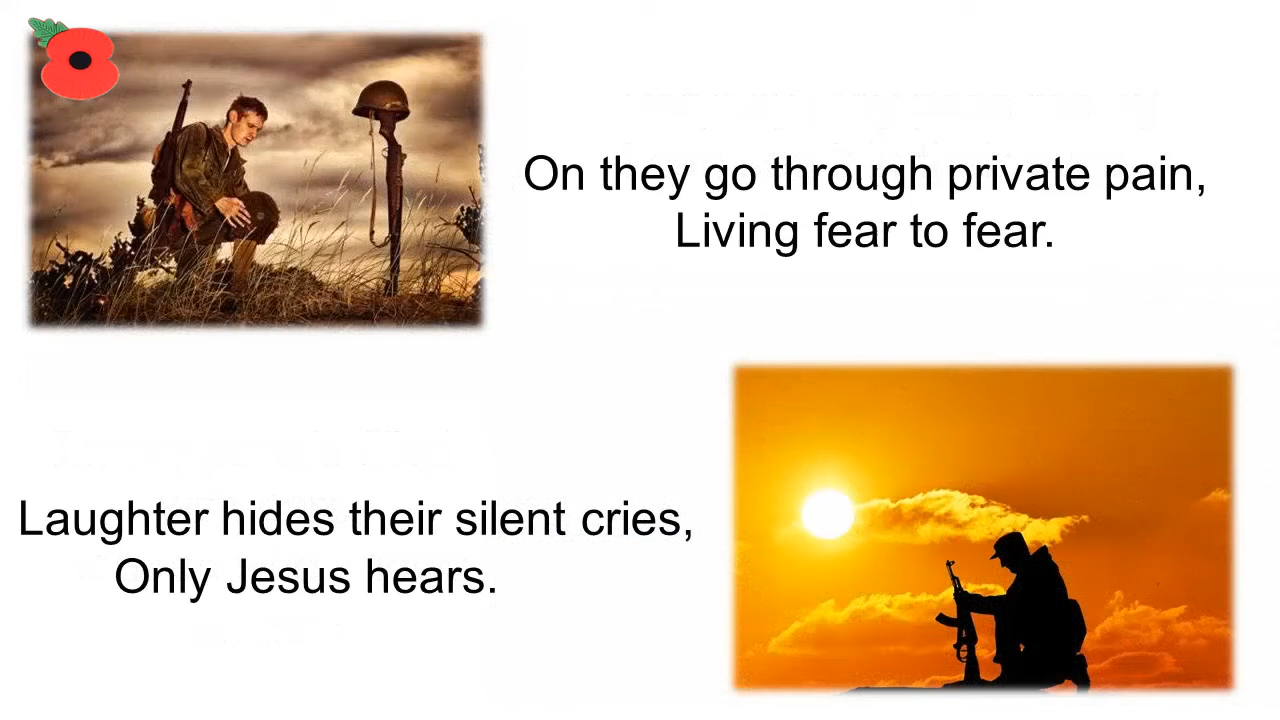 On they go through private pain,
Living fear to fear.
Laughter hides their silent cries,
Only Jesus hears.